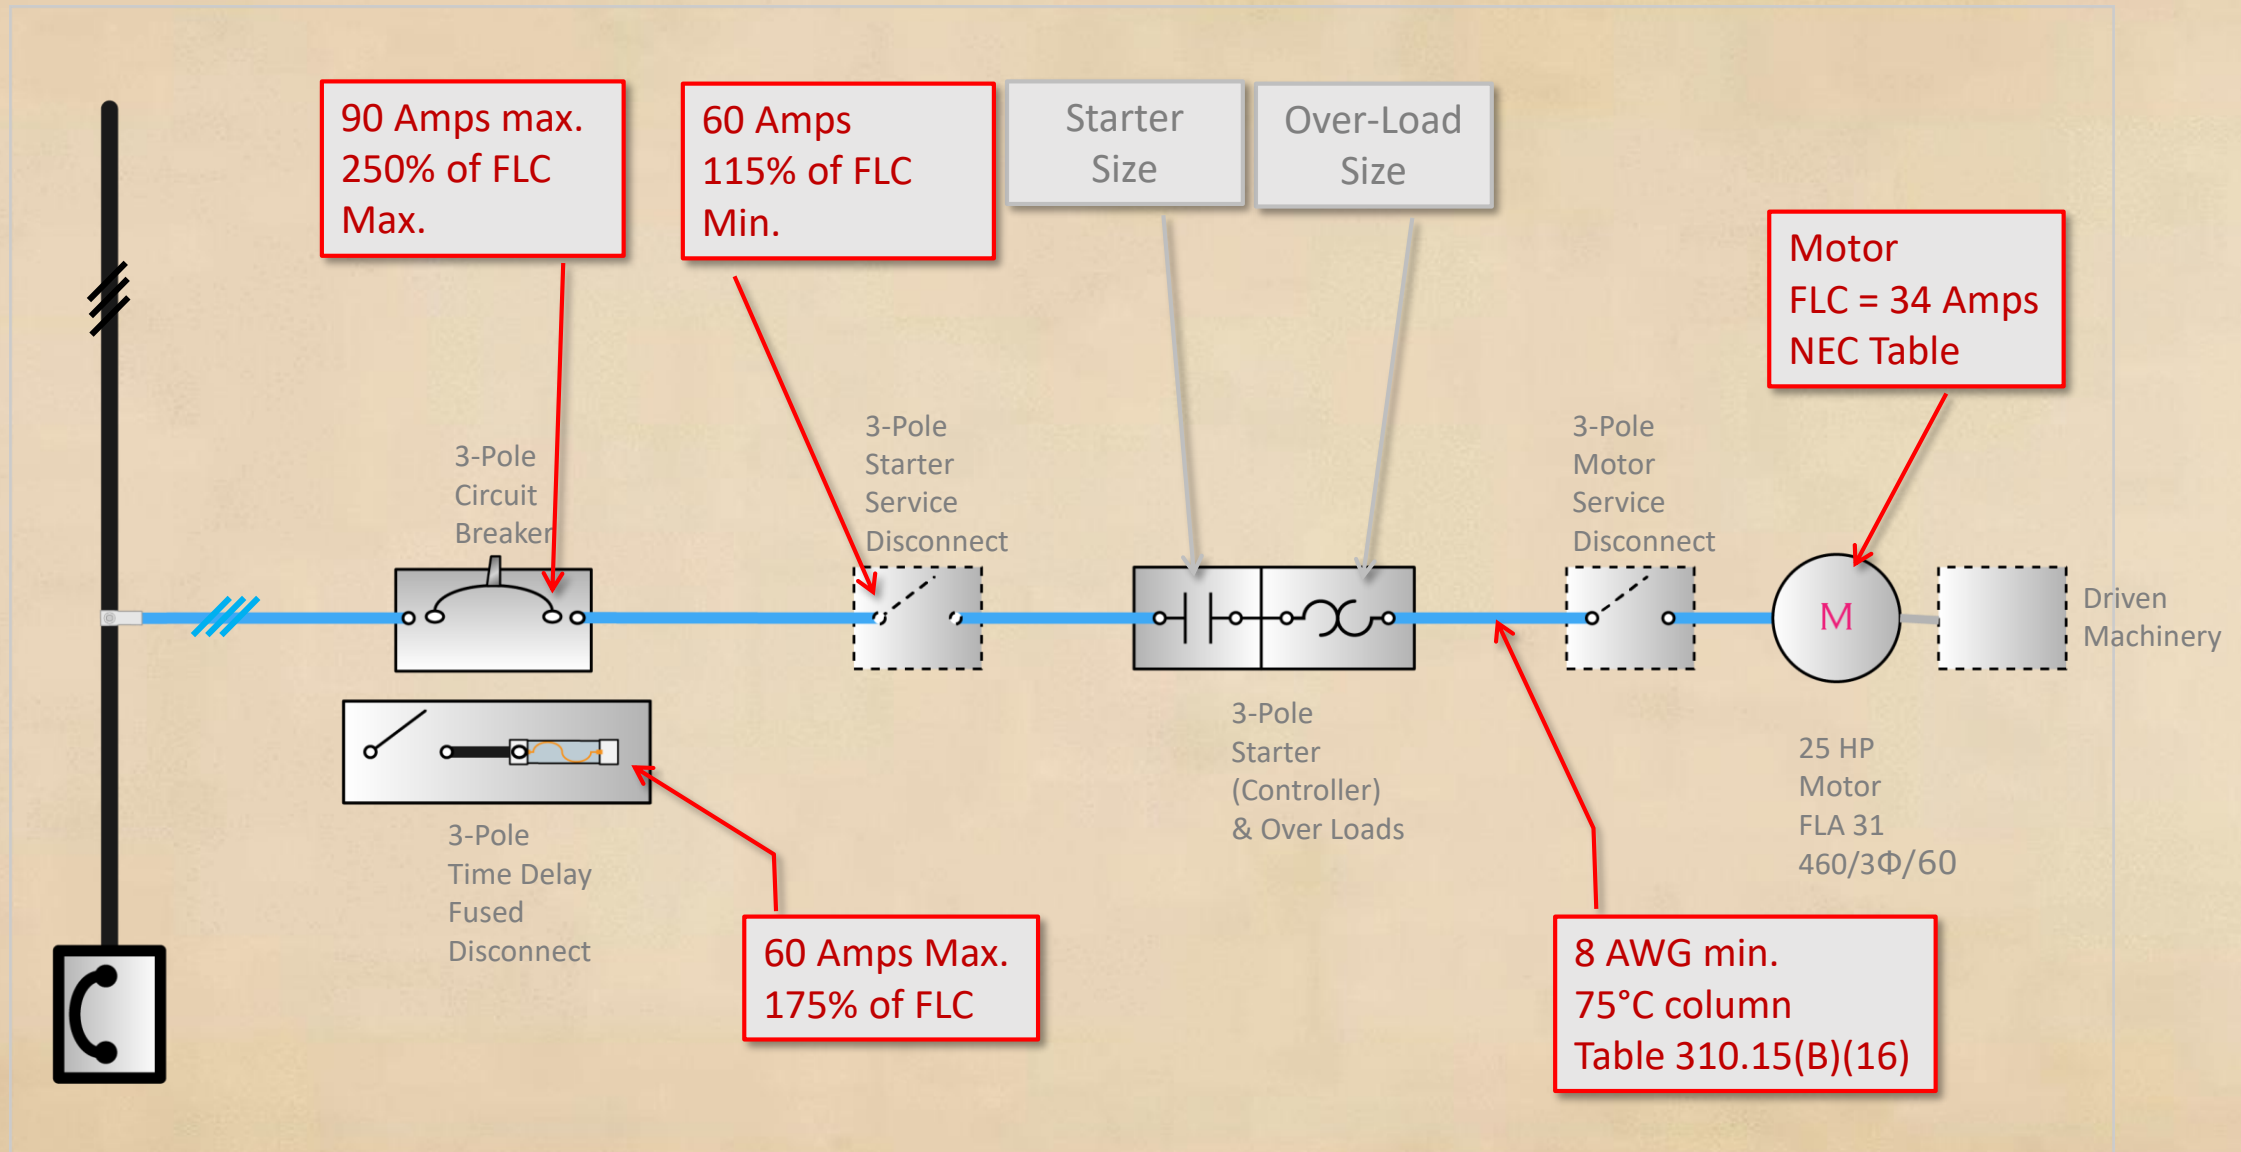 90 Amps max.
250% of FLC
Max.
60 Amps
115% of FLC
Min.
Starter
Size
Over-Load
Size
Motor
FLC = 34 Amps
NEC Table
3-Pole
Circuit
Breaker
3-Pole
Starter
Service
Disconnect
3-Pole
Motor
Service
Disconnect
M
Driven
Machinery
3-Pole
Time Delay
Fused
Disconnect
3-Pole
Starter
(Controller)
& Over Loads
25 HP
Motor
FLA 31
460/3Φ/60
60 Amps Max.
175% of FLC
8 AWG min.
75°C column
Table 310.15(B)(16)